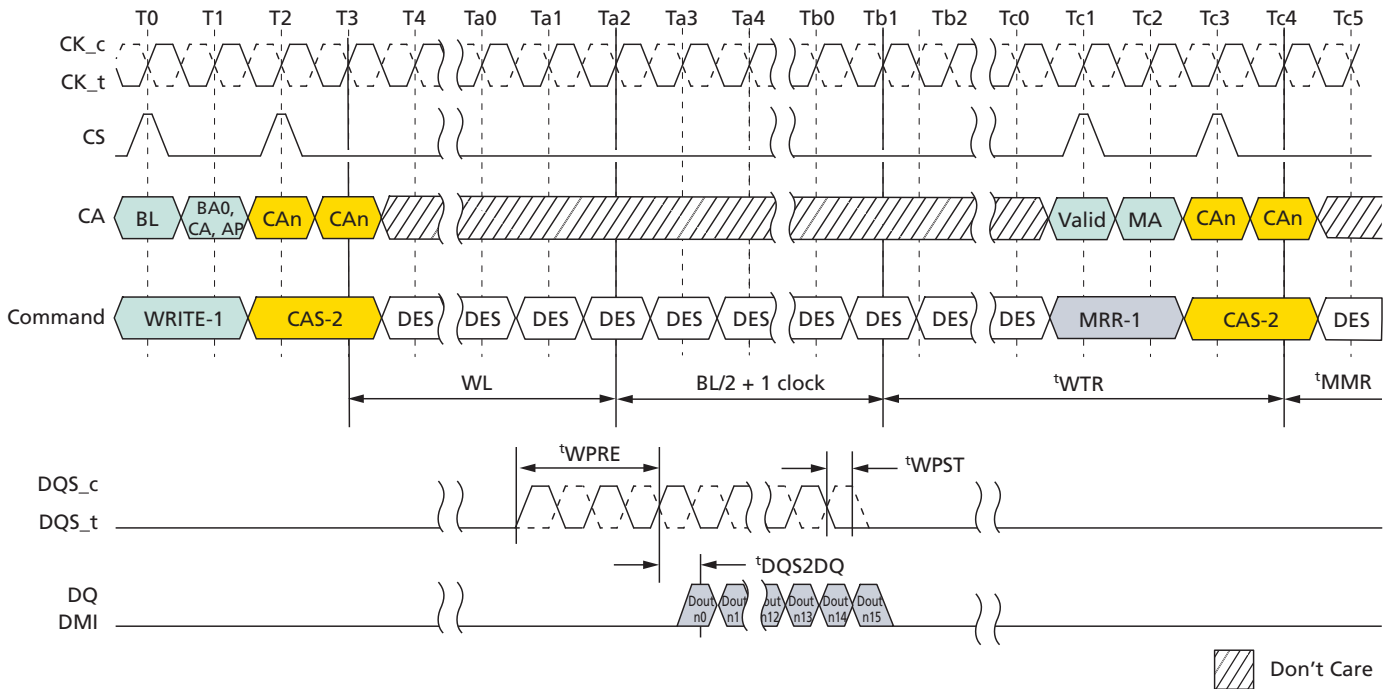 T0 T1 T2 T3 T4 Ta0 Ta1 Ta2 Ta3 Ta4 Tb0 Tb1 Tb2 Tc0 Tc1 Tc2 Tc3 Tc4 Tc5
CK_c
CK_t
CS
CA BL BA0, CA, AP CAn CAn Valid MA CAn CAn
Command WRITE-1 CAS-2 DES DES DES DES DES DES DES DES DES DES MRR-1 CAS-2 DES
WL BL/2 + 1 clock tWTR tMMR
tWPRE tWPST
DQS_c
DQS_t
tDQS2DQ
DQ Dout Dout Dout Dout Dout
DMI n0 n1 n12 n13 n14 n15
Don't Care